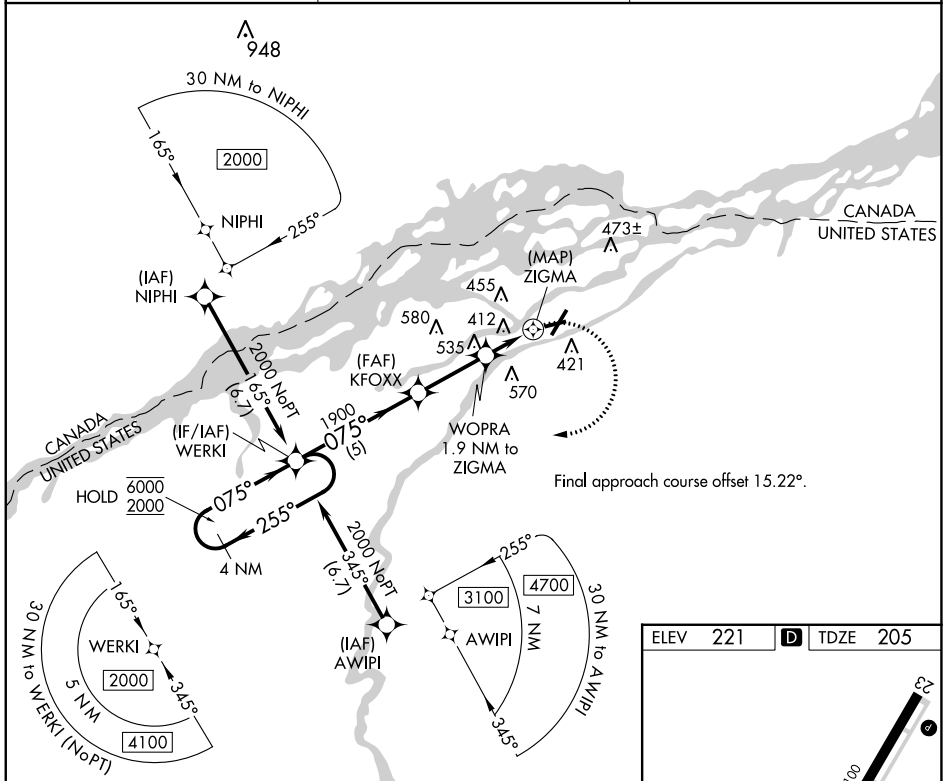 948
30 NM to NIPHI
165°
2000
NIPHI
255°
CANADA
UNITED STATES
473±
(MAP)
ZIGMA
(IAF)
NIPHI
455
580
412
535
421
570
2000 NoPT
165°
(6.7)
(FAF)
KFOXX
1900
075°
(5)
WOPRA
1.9 NM to
ZIGMA
(IF/IAF)
WERKI
CANADA
UNITED STATES
Final approach course offset 15.22°.
HOLD
6000
2000
075°
255°
4 NM
2000 NoPT
345°
(6.7)
(IAF)
AWIPI
165°
WERKI
2000
5 NM
345°
4100
30 NM to WERKI (NoPT)
255°
3100
4700
7 NM
AWIPI
345°
30 NM to AWIPI
ELEV 221 D TDZE 205
23
P